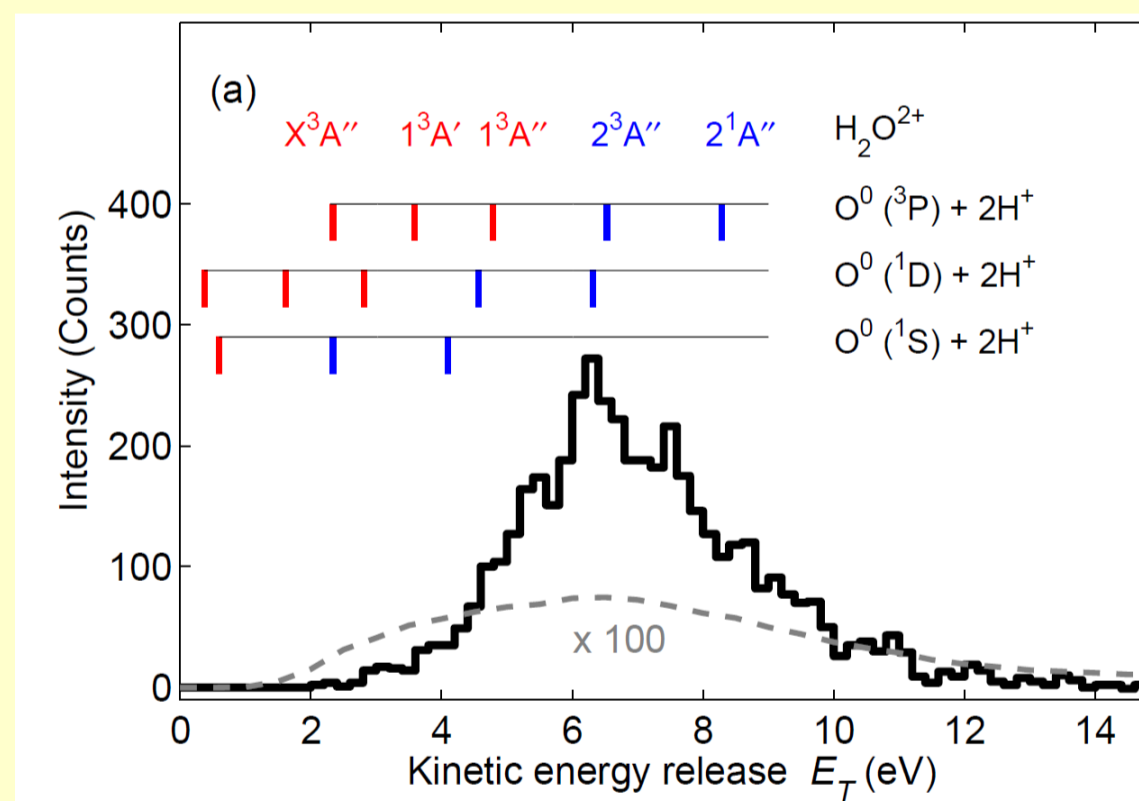 (a)
X³A′′ 1³A′ 1³A′′ 2³A′′ 2¹A′′ H₂O²⁺
O⁰ (³P) + 2H⁺
O⁰ (¹D) + 2H⁺
O⁰ (¹S) + 2H⁺
400
300
200
100
0
x 100
Intensity (Counts)
0 2 4 6 8 10 12 14
Kinetic energy release E_T (eV)